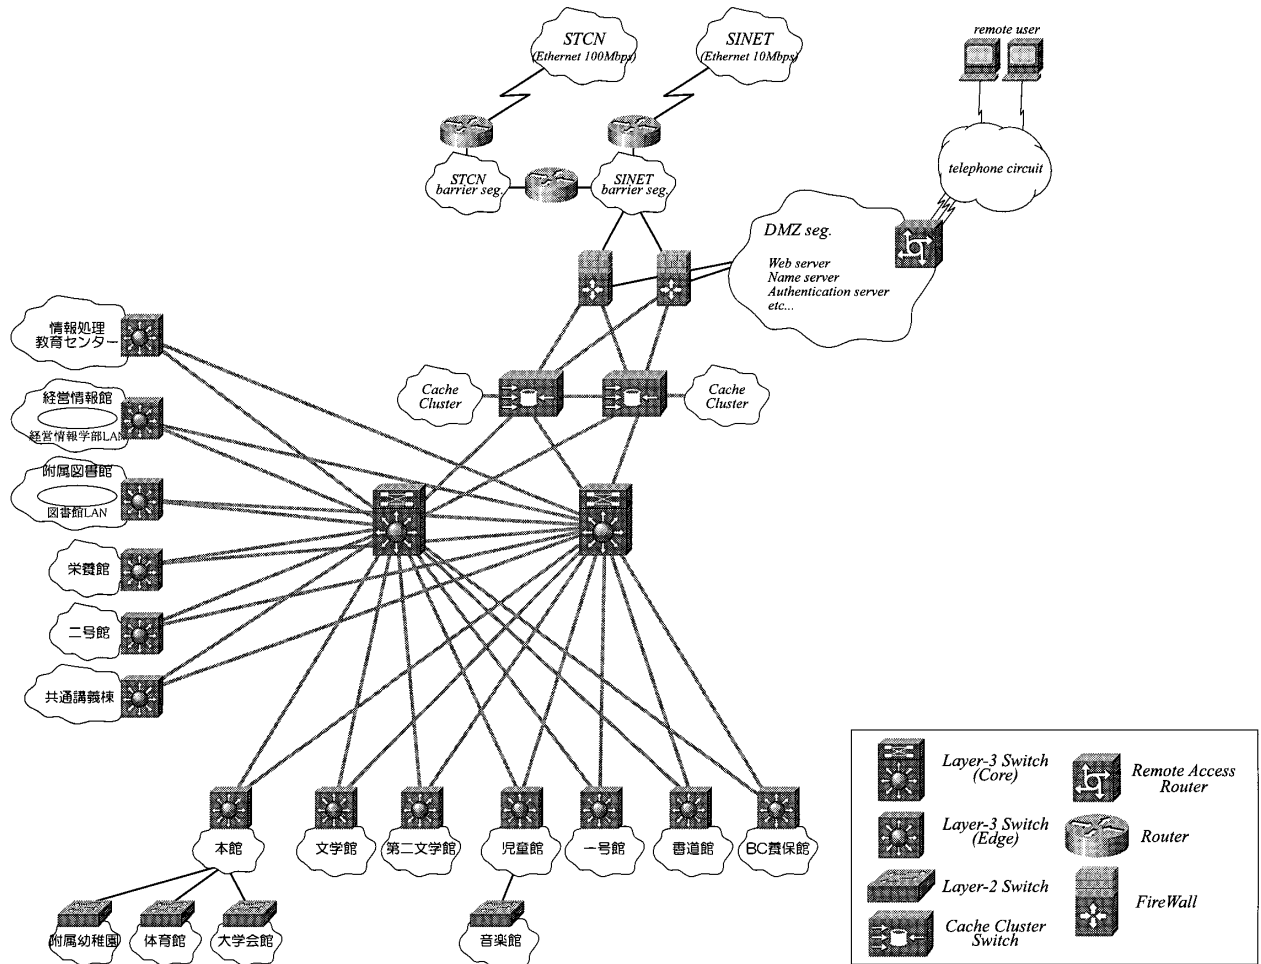 STCN
(Ethernet 100Mbps)
SINET
(Ethernet 10Mbps)
remote user
telephone circuit
STCN
barrier seg.
SINET
barrier seg.
DMZ seg.
Web server
Name server
Authentication server
etc...
情報処理
教育センター
経営情報館
経営情報学部LAN
附属図書館
図書館LAN
栄養館
二号館
共通講義棟
Cache
Cluster
Cache
Cluster
本館
文学館
第二文学館
児童館
一号館
書道館
BC養保館
附属幼稚園
体育館
大学会館
音楽館
Layer-3 Switch
(Core)
Layer-3 Switch
(Edge)
Layer-2 Switch
Cache Cluster
Switch
Remote Access
Router
Router
FireWall